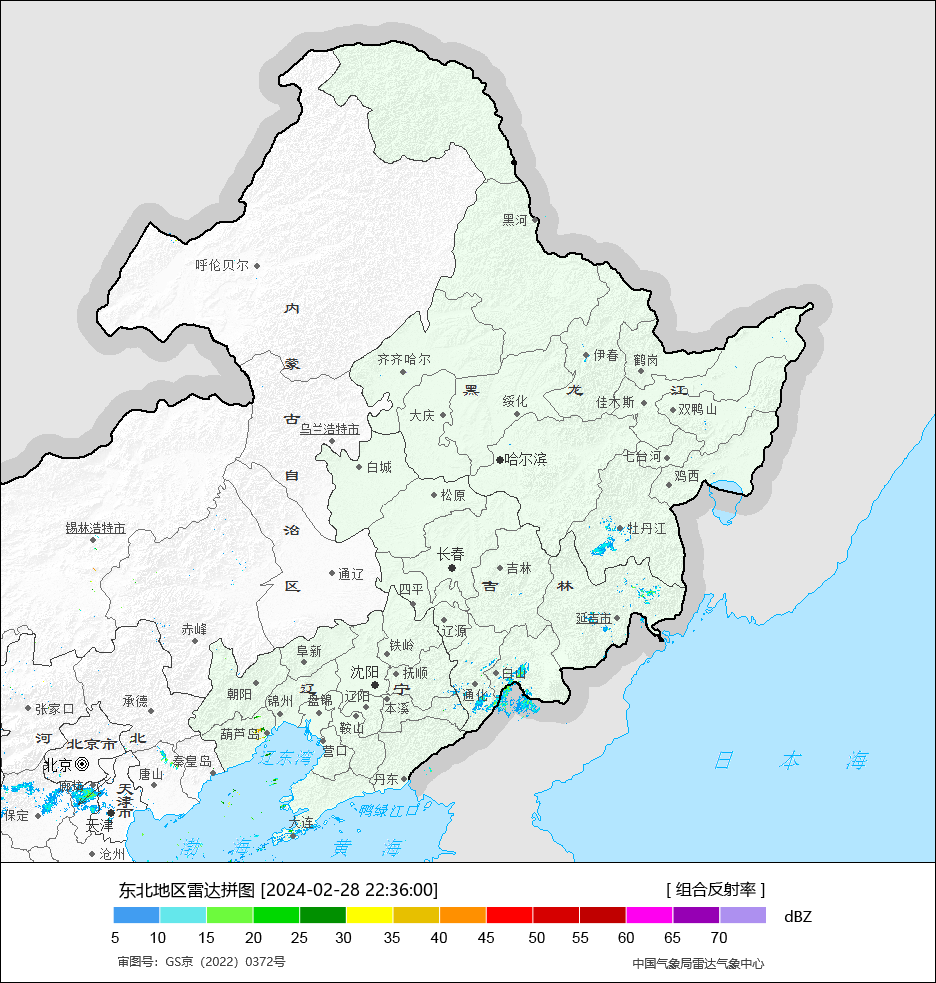 黑河
呼伦贝尔
内
蒙
古
自
治
区
齐齐哈尔
伊春
鹤岗
黑
龙
江
绥化
佳木斯
双鸭山
大庆
乌兰浩特市
白城
哈尔滨
七台河
鸡西
松原
锡林浩特市
牡丹江
长春
吉林
吉
林
通辽
四平
延吉市
辽源
赤峰
铁岭
阜新
沈阳
抚顺
白山
通化
朝阳
辽
宁
锦州
盘锦
辽阳
本溪
承德
张家口
葫芦岛
鞍山
营口
河
北
北京市
北京
辽东湾
秦皇岛
唐山
丹东
廊坊
天
津
市
日 本 海
保定
天津
鸭绿江口
大连
渤 海
黄 海
沧州
东北地区雷达拼图 [2024-02-28 22:36:00]
[ 组合反射率 ]
dBZ
5 10 15 20 25 30 35 40 45 50 55 60 65 70
审图号：GS京（2022）0372号
中国气象局雷达气象中心